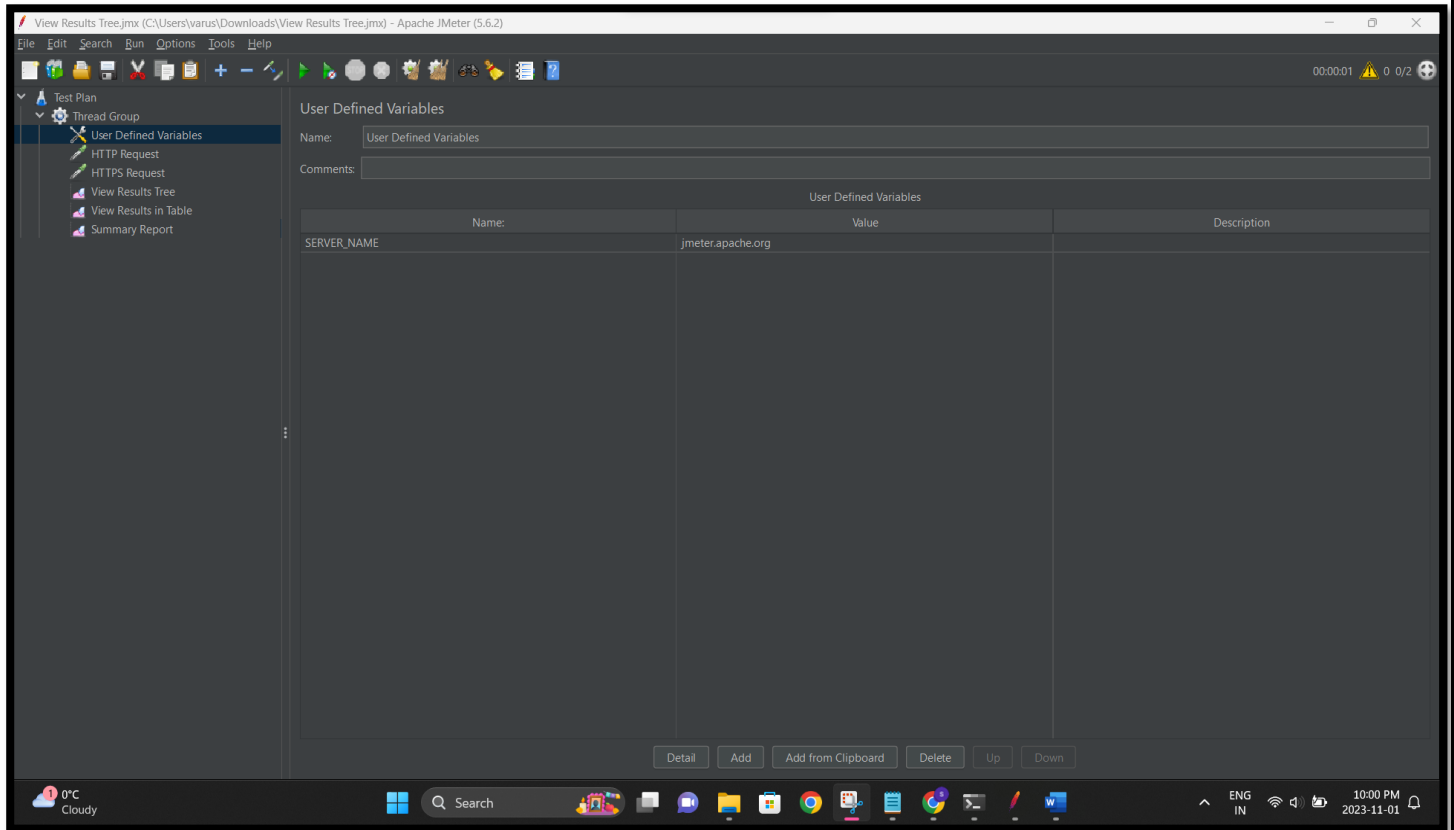 View Results Tree.jmx (C:\Users\varus\Downloads\View Results Tree.jmx) - Apache JMeter (5.6.2)
File Edit Search Run Options Tools Help
00:00:01 0 0/2
Test Plan
Thread Group
User Defined Variables
HTTP Request
HTTPS Request
View Results Tree
View Results in Table
Summary Report
User Defined Variables
Name: User Defined Variables
Comments:
User Defined Variables
Name: Value Description
SERVER_NAME jmeter.apache.org
Detail Add Add from Clipboard Delete Up Down
1 0°C
Cloudy
Search
S
W
ENG
IN
10:00 PM
2023-11-01